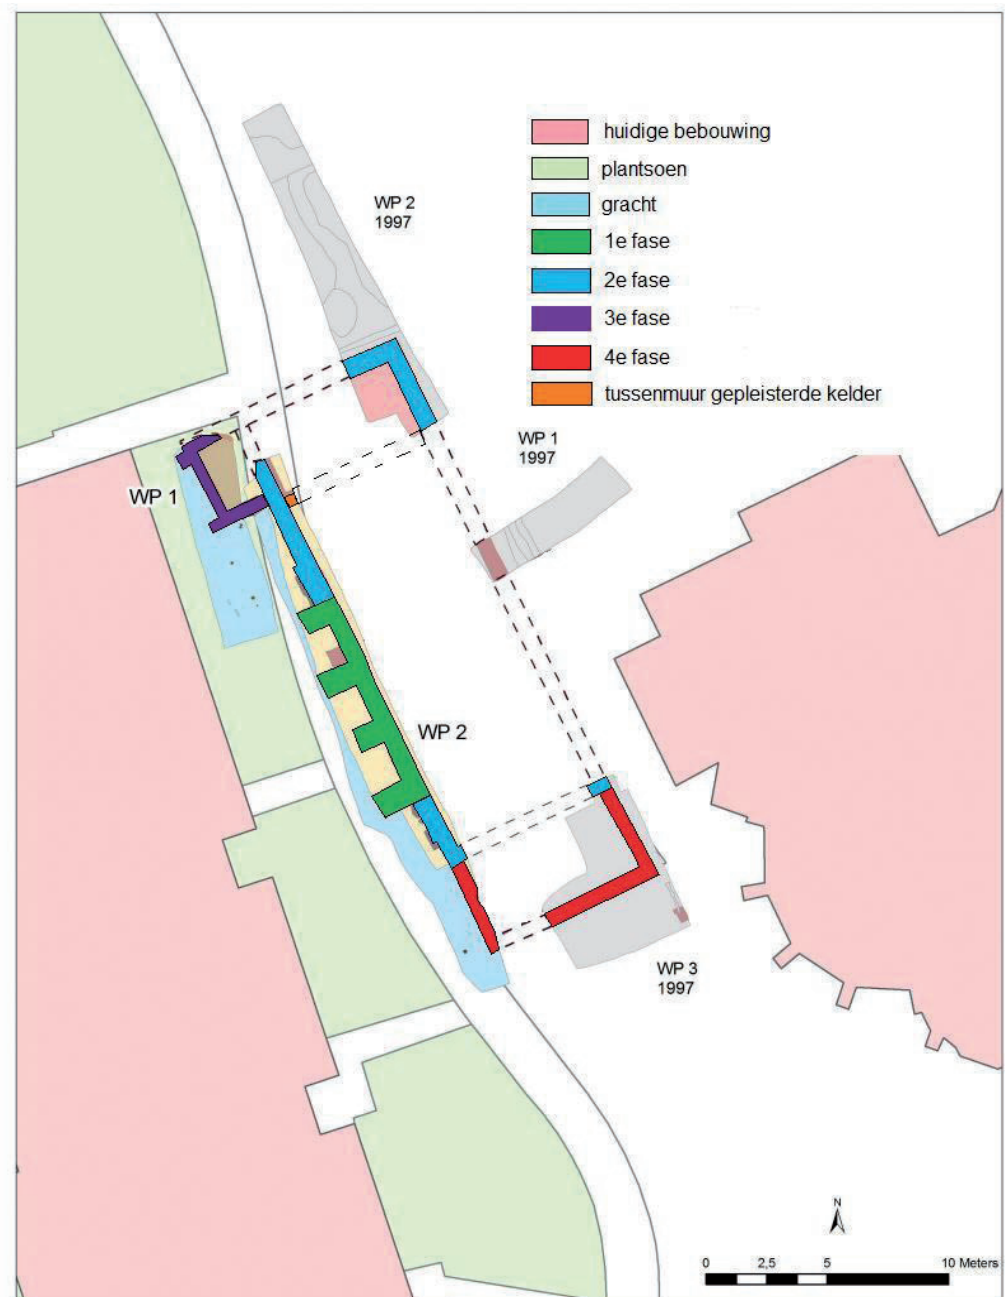 huidige bebouwing
plantsoen
gracht
1e fase
2e fase
3e fase
4e fase
tussenmuur gepleisterde kelder
WP 2
1997
WP 1
1997
WP 1
WP 2
WP 3
1997
N
0 2,5 5 10 Meters